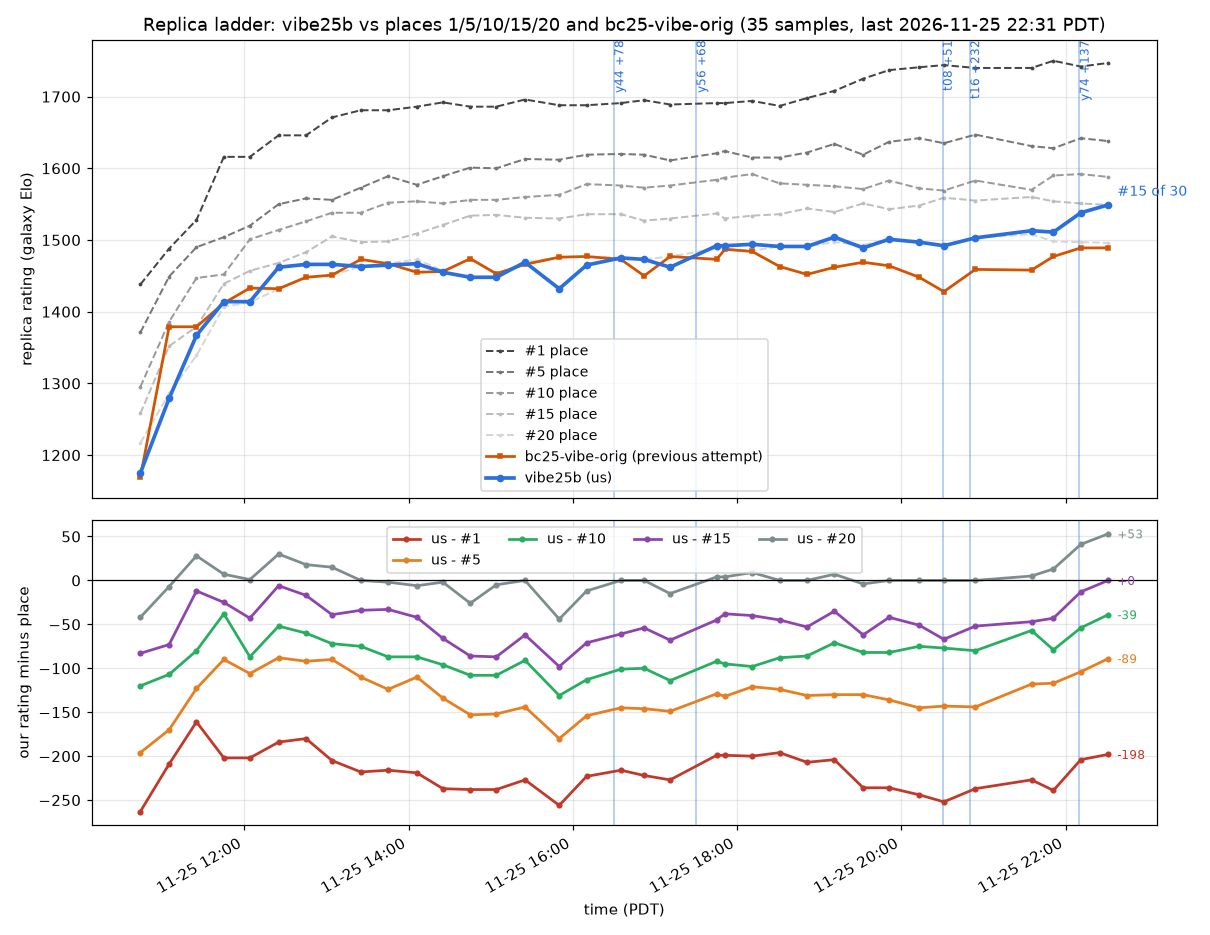 Replica ladder: vibe25b vs places 1/5/10/15/20 and bc25-vibe-orig (35 samples, last 2026-11-25 22:31 PDT)
replica rating (galaxy Elo)
1700
1600
1500
1400
1300
1200
y44 +78
y56 +68
t08 +51
t16 +232
y74 +137
#15 of 30
#1 place
#5 place
#10 place
#15 place
#20 place
bc25-vibe-orig (previous attempt)
vibe25b (us)
our rating minus place
50
0
−50
−100
−150
−200
−250
us - #1
us - #5
us - #10
us - #15
us - #20
+53
+0
-39
-89
-198
11-25 12:00
11-25 14:00
11-25 16:00
11-25 18:00
11-25 20:00
11-25 22:00
time (PDT)